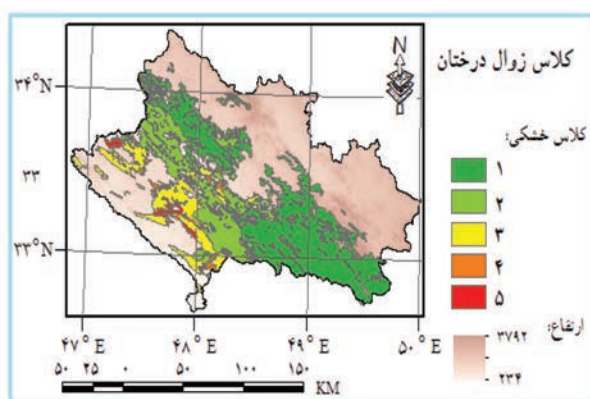 کلاس زوال درختان
N
۳۴°N
کلاس خشکی:
۱
۳۳
۲
۳
۳۳°N
۴
۵
ارتفاع:
۳۷۹۲
۲۳۴
۴۷° E
۴۸° E
۴۹° E
۵۰° E
۵۰ ۲۵ ۰ ۵۰ ۱۰۰ ۱۵۰
KM